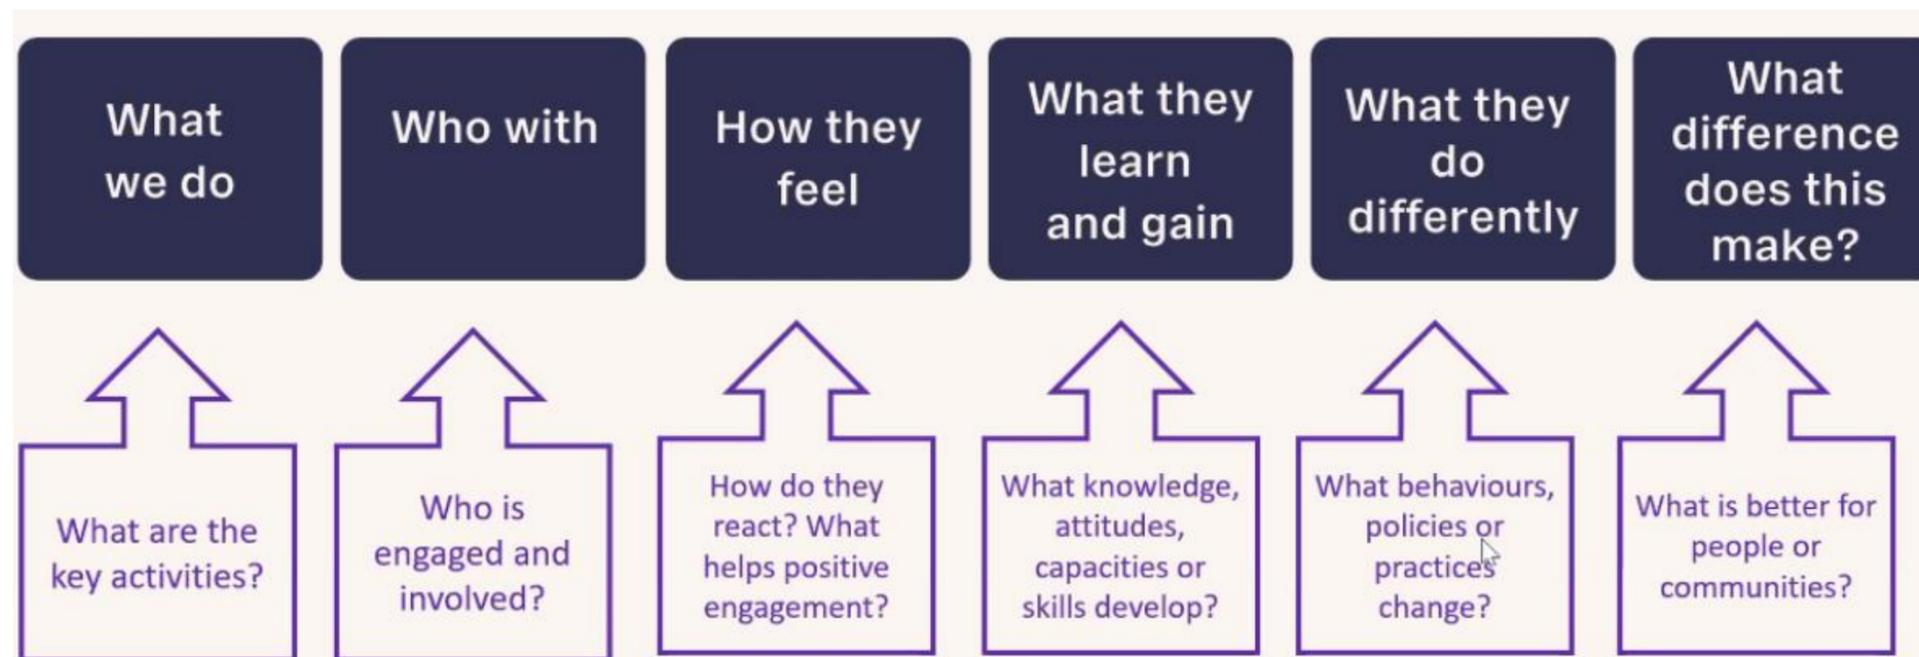 What
we do
Who with
How they
feel
What they
learn
and gain
What they
do
differently
What
difference
does this
make?
What are the
key activities?
Who is
engaged and
involved?
How do they
react? What
helps positive
engagement?
What knowledge,
attitudes,
capacities or
skills develop?
What behaviours,
policies or
practices
change?
What is better for
people or
communities?